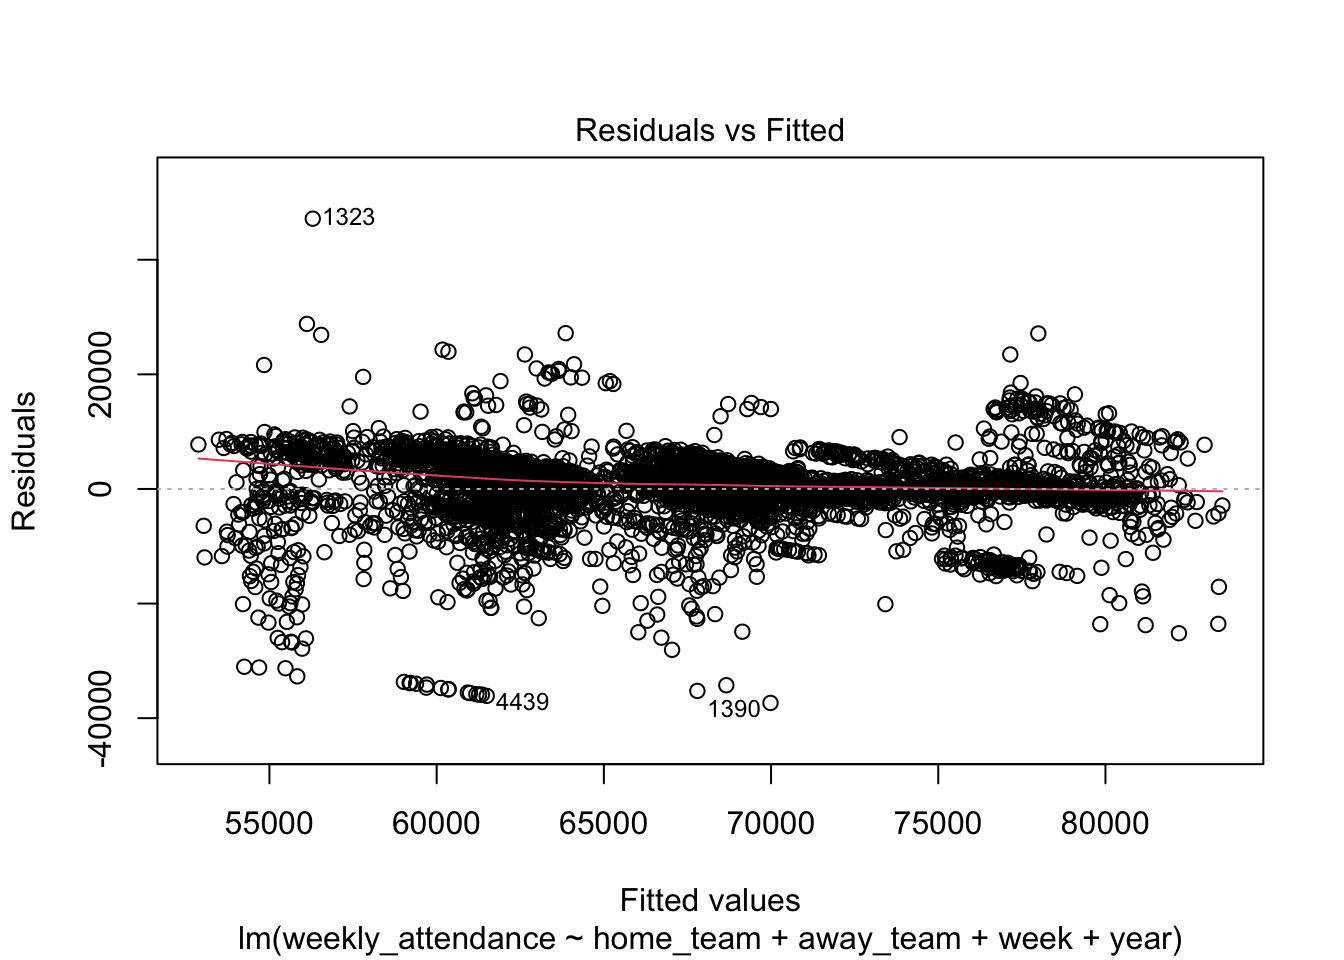 Residuals vs Fitted
1323
20000
Residuals
0
4439
1390
-40000
55000 60000 65000 70000 75000 80000
Fitted values
lm(weekly_attendance ~ home_team + away_team + week + year)